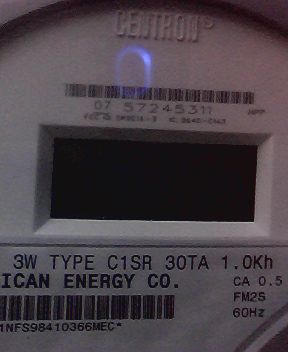 CENTRON®
07 57245311
3W TYPE C1SR 30TA 1.0Kh
ICAN ENERGY CO.
CA 0.5
FM2S
60Hz
1NFS98410366MEC*